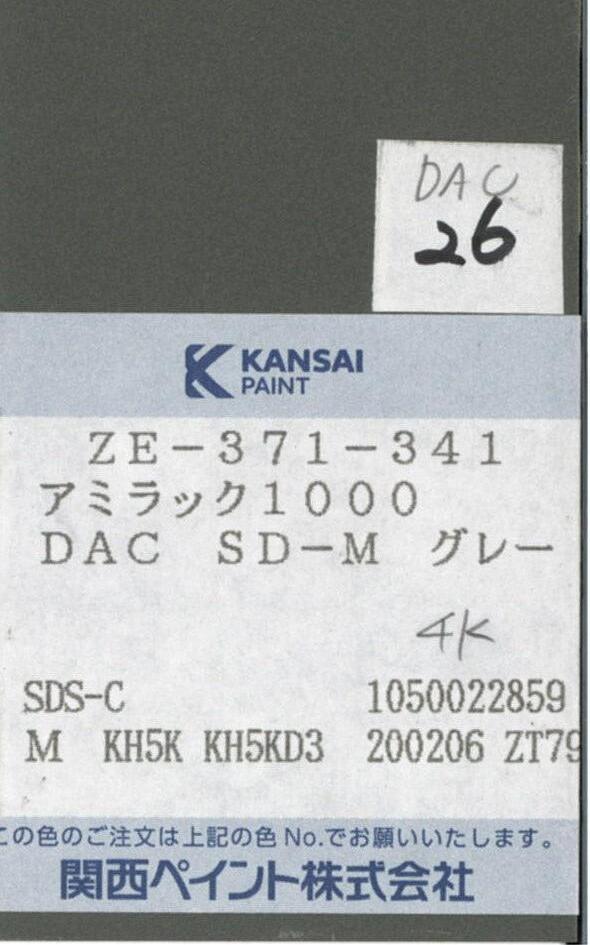 DAC
26
KANSAI
PAINT
ZE-371-341
アミラック1000
DAC SD-M グレー
4K
SDS-C 1050022859
M KH5K KH5KD3 200206 ZT79
この色のご注文は上記の色No.でお願いいたします。
関西ペイント株式会社